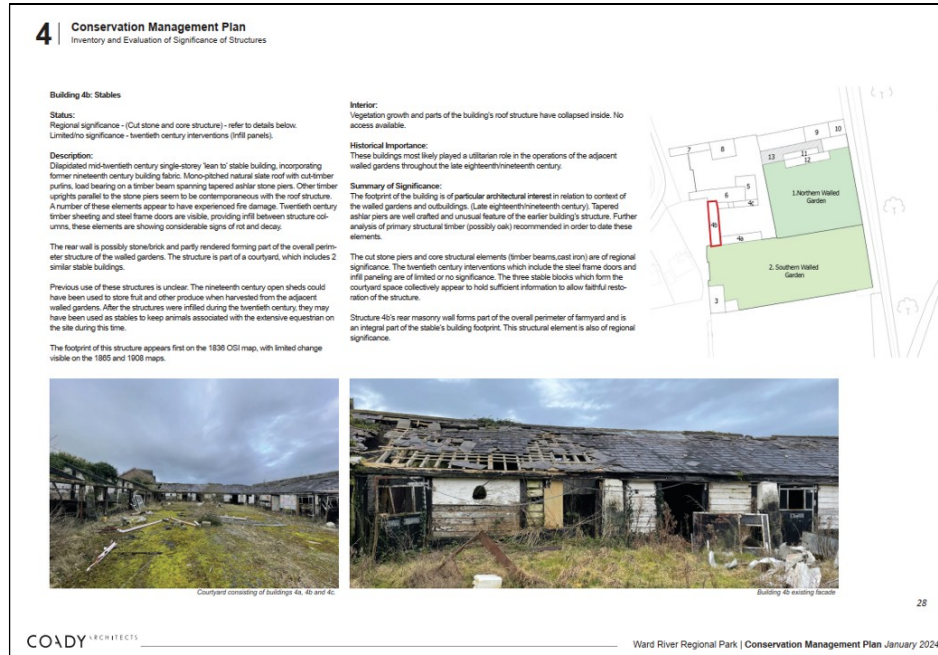 4
Conservation Management Plan
Inventory and Evaluation of Significance of Structures
Building 4b: Stables
Status:
Regional significance - (Cut stone and core structure) - refer to details below.
Limited/no significance - twentieth century interventions (Infill panels).
Description:
Dilapidated mid-twentieth century single-storey 'lean to' stable building, incorporating
former nineteenth century building fabric. Mono-pitched natural slate roof with cut-timber
purlins, load bearing on a timber beam spanning tapered ashlar stone piers. Other timber
uprights parallel to the stone piers seem to be contemporaneous with the roof structure.
A number of these elements appear to have experienced fire damage. Twentieth century
timber sheeting and steel frame doors are visible, providing infill between structure col-
umns, these elements are showing considerable signs of rot and decay.
The rear wall is possibly stone/brick and partly rendered forming part of the overall perim-
eter structure of the walled gardens. The structure is part of a courtyard, which includes 2
similar stable buildings.
Previous use of these structures is unclear. The nineteenth century open sheds could
have been used to store fruit and other produce when harvested from the adjacent
walled gardens. After the structures were infilled during the twentieth century, they may
have been used as stables to keep animals associated with the extensive equestrian on
the site during this time.
The footprint of this structure appears first on the 1836 OSI map, with limited change
visible on the 1865 and 1908 maps.
Interior:
Vegetation growth and parts of the building's roof structure have collapsed inside. No
access available.
Historical Importance:
These buildings most likely played a utilitarian role in the operations of the adjacent
walled gardens throughout the late eighteenth/nineteenth century.
Summary of Significance:
The footprint of the building is of particular architectural interest in relation to context of
the walled gardens and outbuildings. (Late eighteenth/nineteenth century). Tapered
ashlar piers are well crafted and unusual feature of the earlier building's structure. Further
analysis of primary structural timber (possibly oak) recommended in order to date these
elements.
The cut stone piers and core structural elements (timber beams,cast iron) are of regional
significance. The twentieth century interventions which include the steel frame doors and
infill paneling are of limited or no significance. The three stable blocks which form the
courtyard space collectively appear to hold sufficient information to allow faithful resto-
ration of the structure.
Structure 4b's rear masonry wall forms part of the overall perimeter of farmyard and is
an integral part of the stable's building footprint. This structural element is also of regional
significance.
7
8
9
10
11
12
13
5
6
4c
4b
4a
3
1.Northern Walled
Garden
2. Southern Walled
Garden
Courtyard consisting of buildings 4a, 4b and 4c.
Building 4b existing facade
28
COADY ARCHITECTS
Ward River Regional Park | Conservation Management Plan January 2024